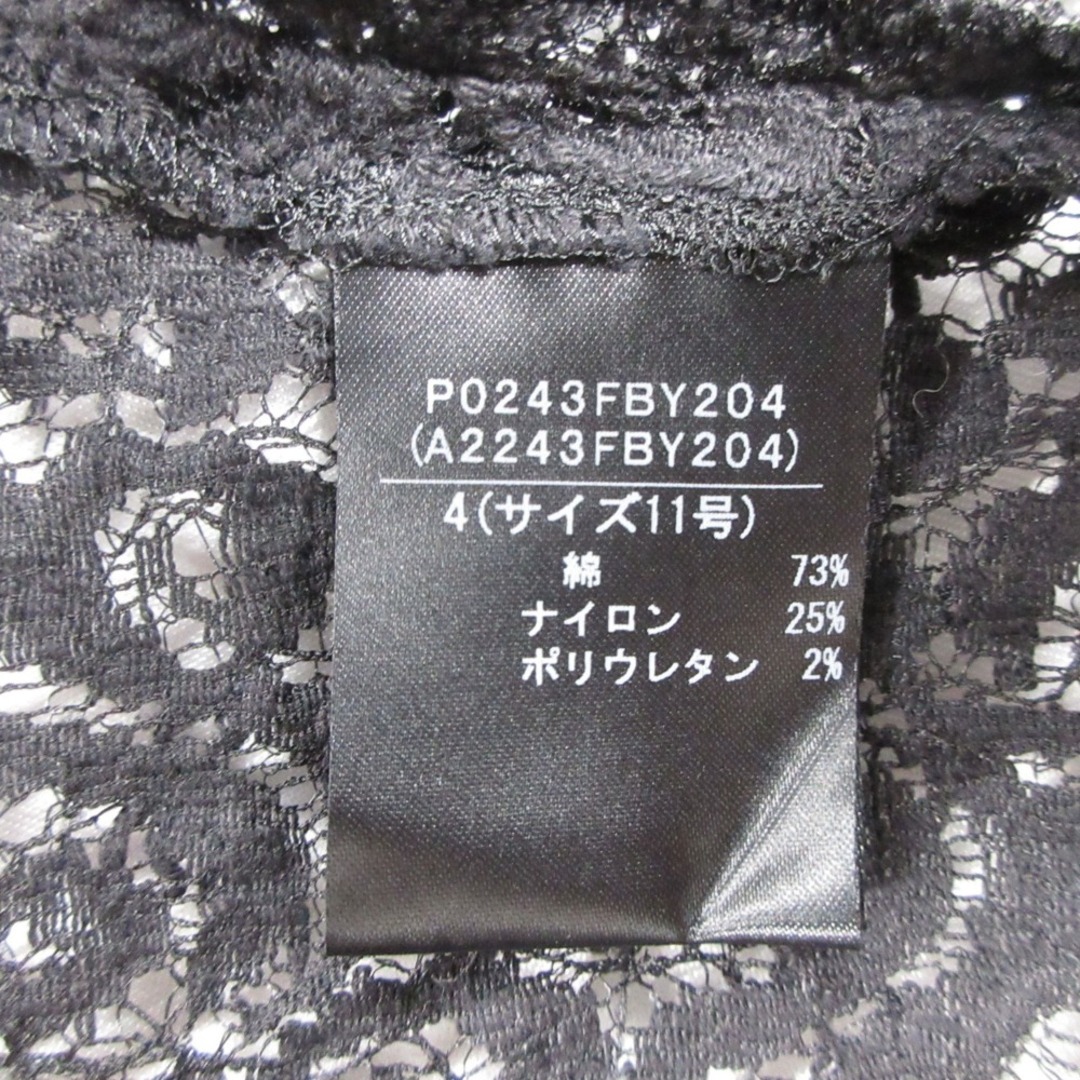 P0243FBY204
(A2243FBY204)
4(サイズ11号)
綿 73%
ナイロン 25%
ポリウレタン 2%